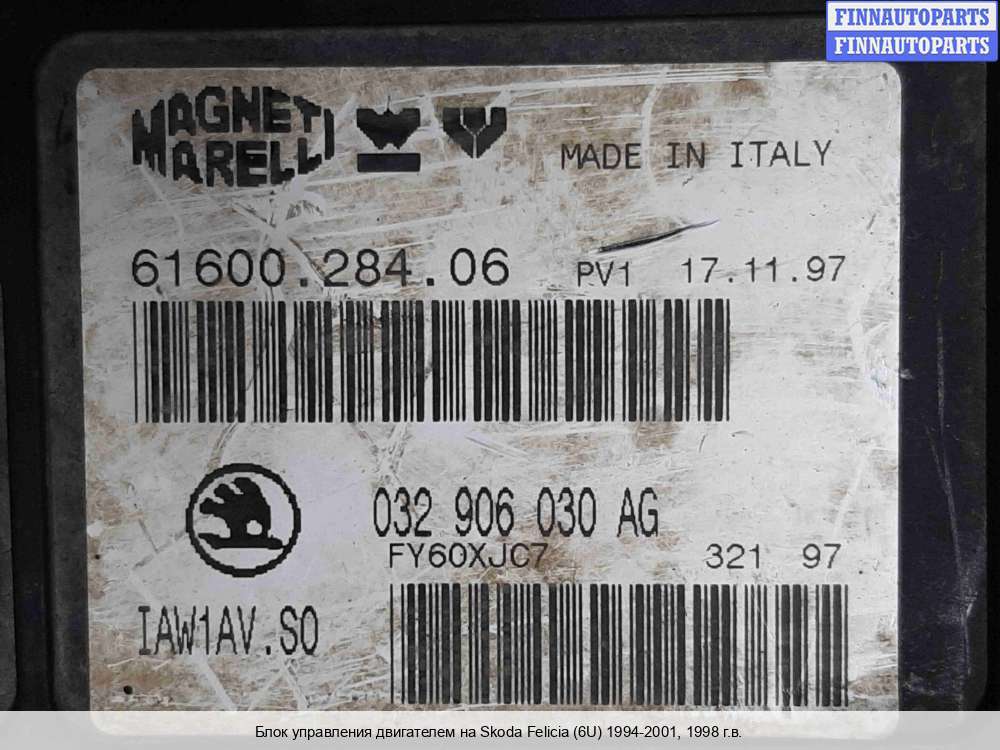 FINNAUTOPARTS
FINNAUTOPARTS
MAGNETI
MARELLI
MADE IN ITALY
61600.284.06 PV1 17.11.97
032 906 030 AG
FY60XJC7 321 97
IAW1AV.S0
Блок управления двигателем на Skoda Felicia (6U) 1994-2001, 1998 г.в.